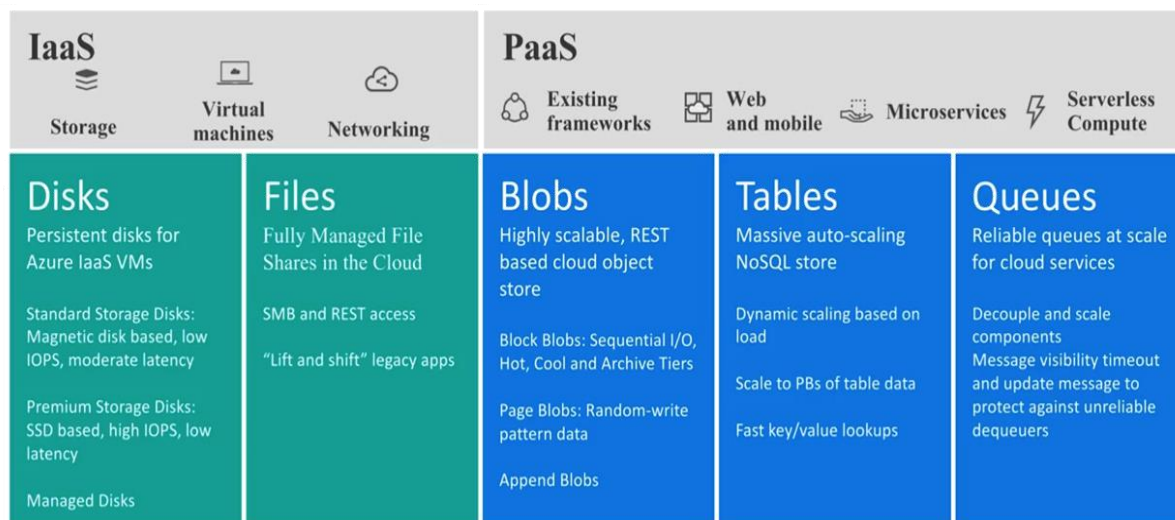 IaaS
Storage
Virtual
machines
Networking
PaaS
Existing
frameworks
Web
and mobile
Microservices
Serverless
Compute
Disks
Persistent disks for
Azure IaaS VMs
Standard Storage Disks:
Magnetic disk based, low
IOPS, moderate latency
Premium Storage Disks:
SSD based, high IOPS, low
latency
Managed Disks
Files
Fully Managed File
Shares in the Cloud
SMB and REST access
“Lift and shift” legacy apps
Blobs
Highly scalable, REST
based cloud object
store
Block Blobs: Sequential I/O,
Hot, Cool and Archive Tiers
Page Blobs: Random-write
pattern data
Append Blobs
Tables
Massive auto-scaling
NoSQL store
Dynamic scaling based on
load
Scale to PBs of table data
Fast key/value lookups
Queues
Reliable queues at scale
for cloud services
Decouple and scale
components
Message visibility timeout
and update message to
protect against unreliable
dequeuers